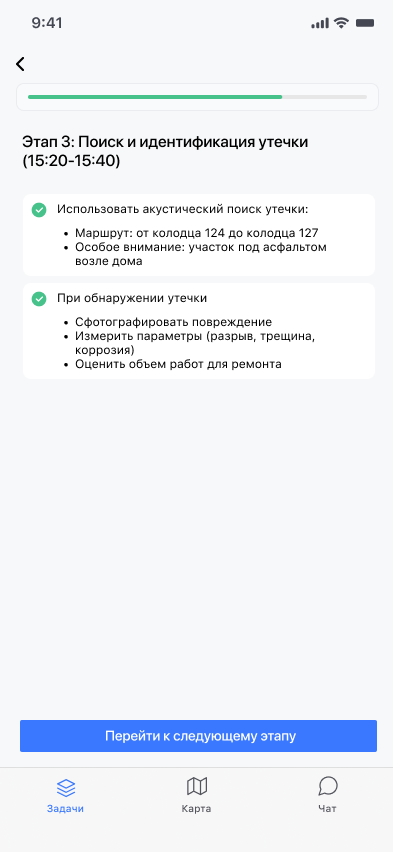 9:41
Этап 3: Поиск и идентификация утечки
(15:20-15:40)
Использовать акустический поиск утечки:
• Маршрут: от колодца 124 до колодца 127
• Особое внимание: участок под асфальтом
возле дома
При обнаружении утечки
• Сфотографировать повреждение
• Измерить параметры (разрыв, трещина,
коррозия)
• Оценить объем работ для ремонта
Перейти к следующему этапу
Задачи
Карта
Чат